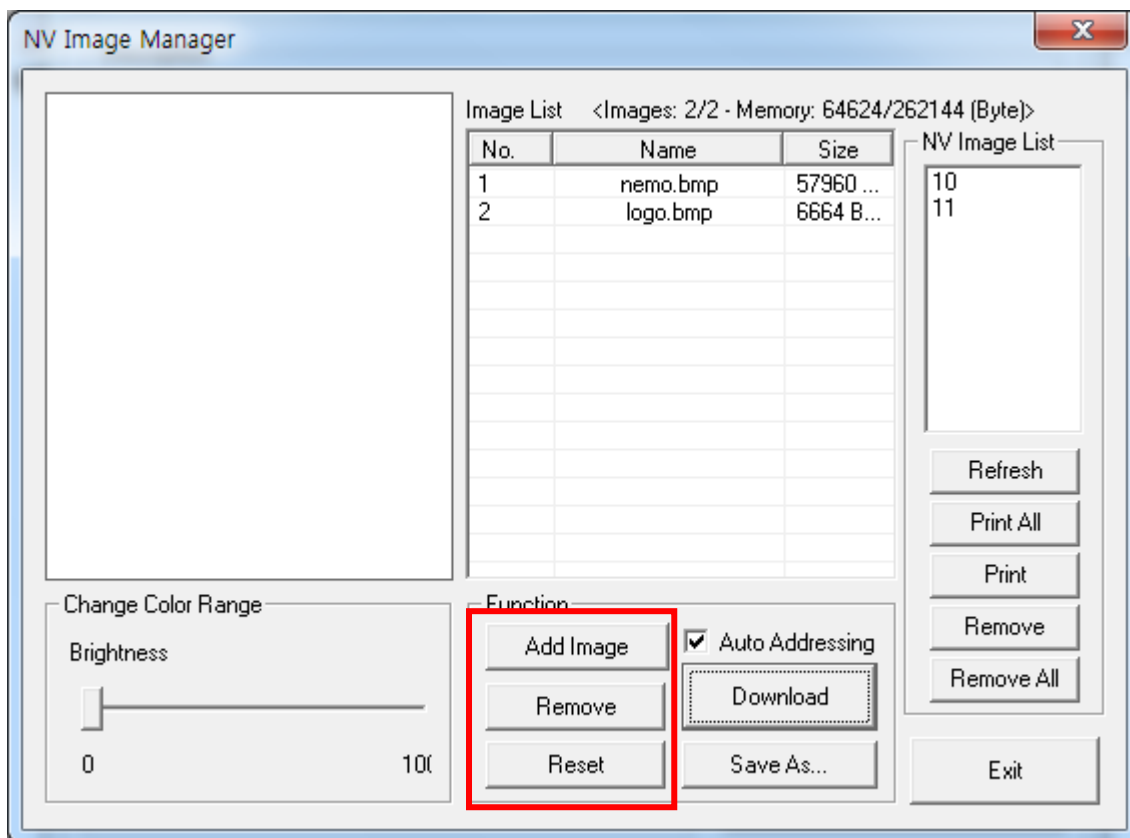 NV Image Manager
Image List <Images: 2/2 - Memory: 64624/262144 (Byte)>
No. Name Size
1 nemo.bmp 57960 ...
2 logo.bmp 6664 B...
NV Image List
10
11
Refresh
Print All
Print
Remove
Remove All
Change Color Range
Brightness
0 10(
Function
Add Image
Auto Addressing
Remove
Download
Reset
Save As...
Exit